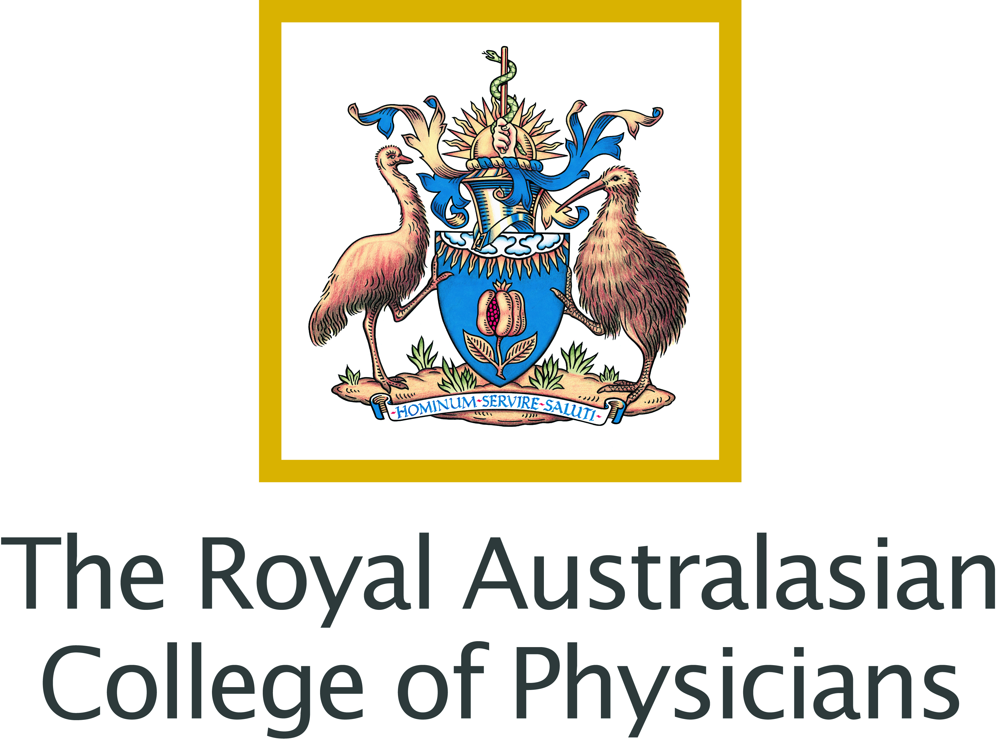 HOMINUM~SERVIRE~SALUTI
The Royal Australasian
College of Physicians